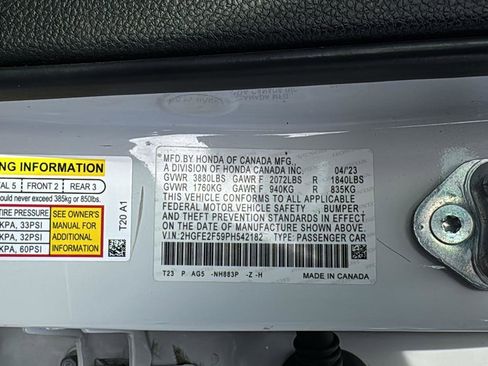 CANADA MFG.
NG INFORMATION
TAL 5 FRONT 2 REAR 3
ould never exceed 385kg or 850lbs.
TIRE PRESSURE
KPA, 33PSI
KPA, 32PSI
KPA, 60PSI
SEE OWNER'S
MANUAL FOR
ADDITIONAL
INFORMATION
T20 A1
MFD.BY HONDA OF CANADA MFG.
A DIVISION OF HONDA CANADA INC. 04/'23
GVWR 3880LBS GAWR F 2072LBS R 1840LBS
GVWR 1760KG GAWR F 940KG R 835KG
THIS VEHICLE CONFORMS TO ALL APPLICABLE
FEDERAL MOTOR VEHICLE SAFETY , BUMPER ,
AND THEFT PREVENTION STANDARDS IN EFFECT
ON THE DATE OF MANUFACTURE SHOWN ABOVE.
V.I.N:2HGFE2F59PH542182 TYPE: PASSENGER CAR
T23 P AG5 -NH883P -Z -H
MADE IN CANADA